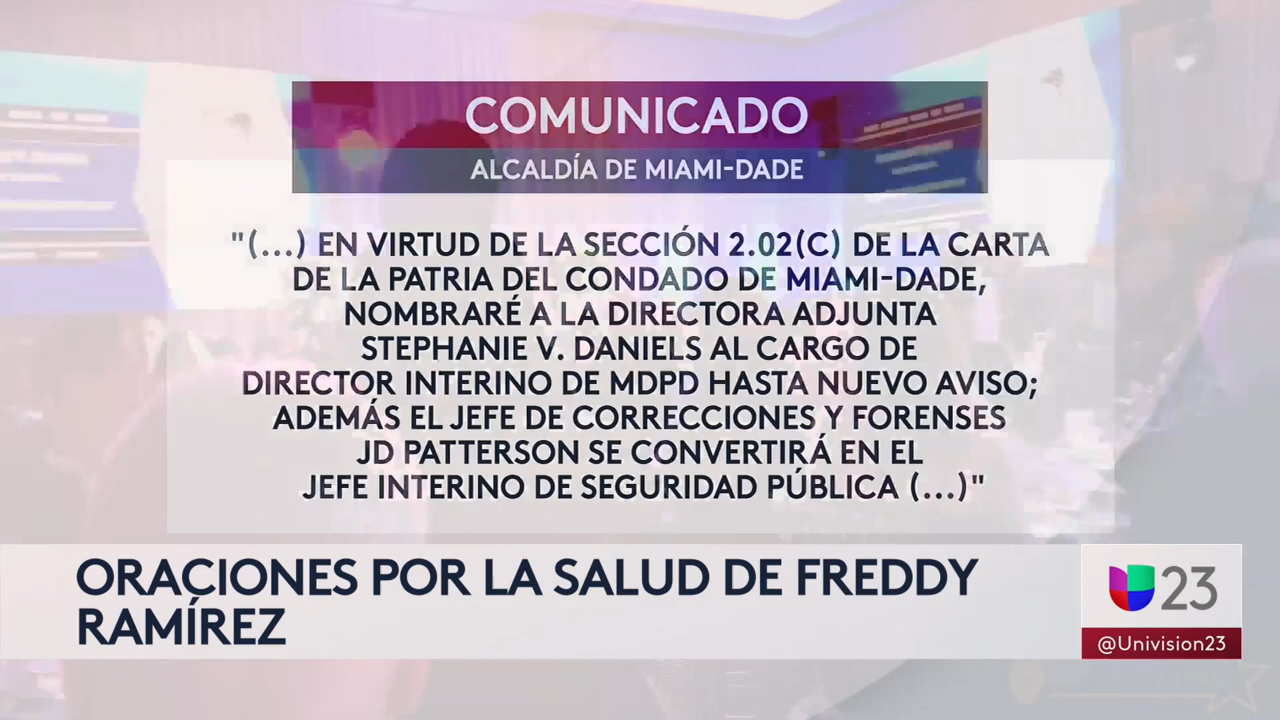 COMUNICADO
ALCALDÍA DE MIAMI-DADE
"(...) EN VIRTUD DE LA SECCIÓN 2.02(C) DE LA CARTA
DE LA PATRIA DEL CONDADO DE MIAMI-DADE,
NOMBRARÉ A LA DIRECTORA ADJUNTA
STEPHANIE V. DANIELS AL CARGO DE
DIRECTOR INTERINO DE MDPD HASTA NUEVO AVISO;
ADEMÁS EL JEFE DE CORRECCIONES Y FORENSES
JD PATTERSON SE CONVERTIRÁ EN EL
JEFE INTERINO DE SEGURIDAD PÚBLICA (...)"
ORACIONES POR LA SALUD DE FREDDY
RAMÍREZ
23
@Univision23